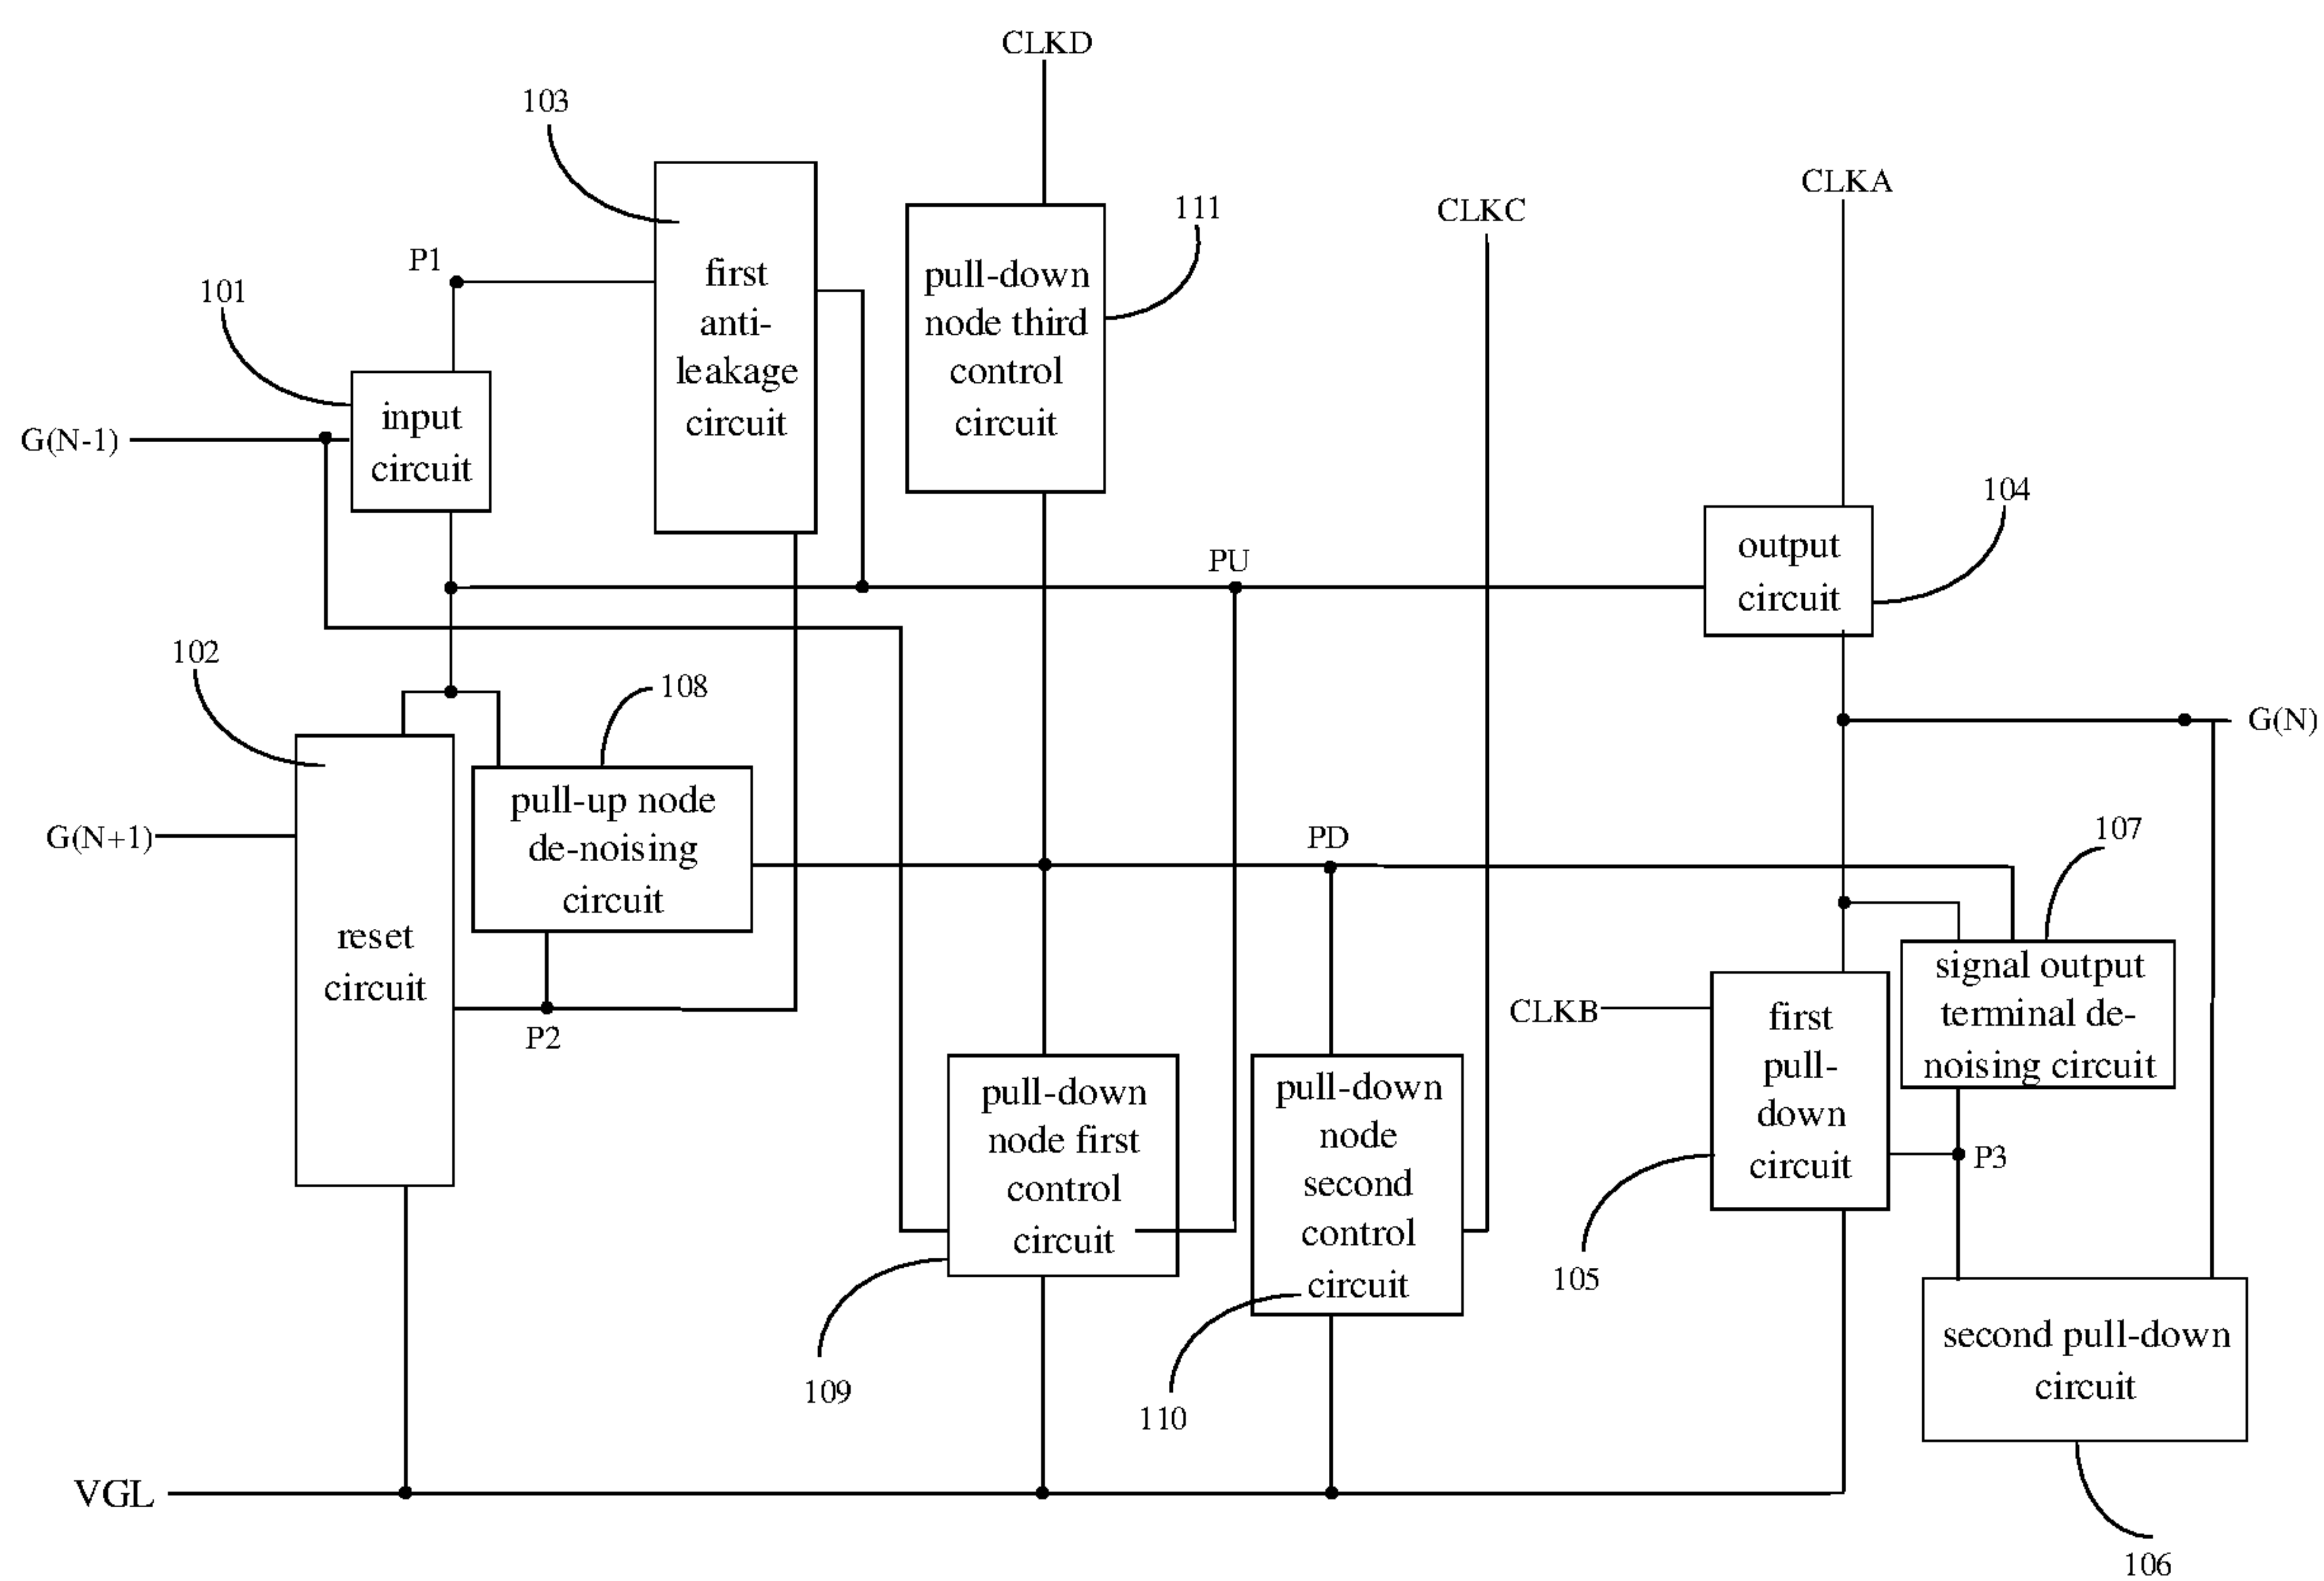 CLKD
103
CLKA
111
CLKC
P1
101
first
anti-
leakage
circuit
pull-down
node third
control
circuit
input
circuit
G(N-1)
104
output
circuit
PU
102
108
G(N)
pull-up node
de-noising
circuit
G(N+1)
PD
107
reset
circuit
signal output
terminal de-
noising circuit
CLKB
first
pull-
down
circuit
P2
pull-down
node first
control
circuit
pull-down
node
second
control
circuit
P3
105
second pull-down
circuit
109
110
VGL
106